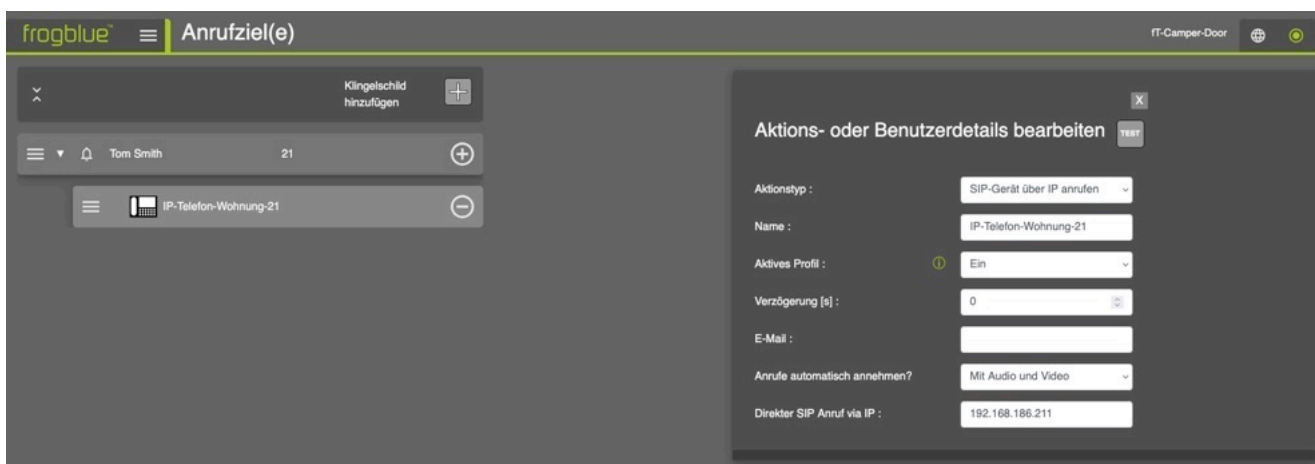 frogblue™
Anrufziel(e)
fT-Camper-Door
Klingelschild
hinzufügen
Tom Smith 21
IP-Telefon-Wohnung-21
X
Aktions- oder Benutzerdetails bearbeiten TEST
Aktionstyp : SIP-Gerät über IP anrufen
Name : IP-Telefon-Wohnung-21
Aktives Profil : Ein
Verzögerung [s] : 0
E-Mail :
Anrufe automatisch annehmen? Mit Audio und Video
Direkter SIP Anruf via IP : 192.168.186.211